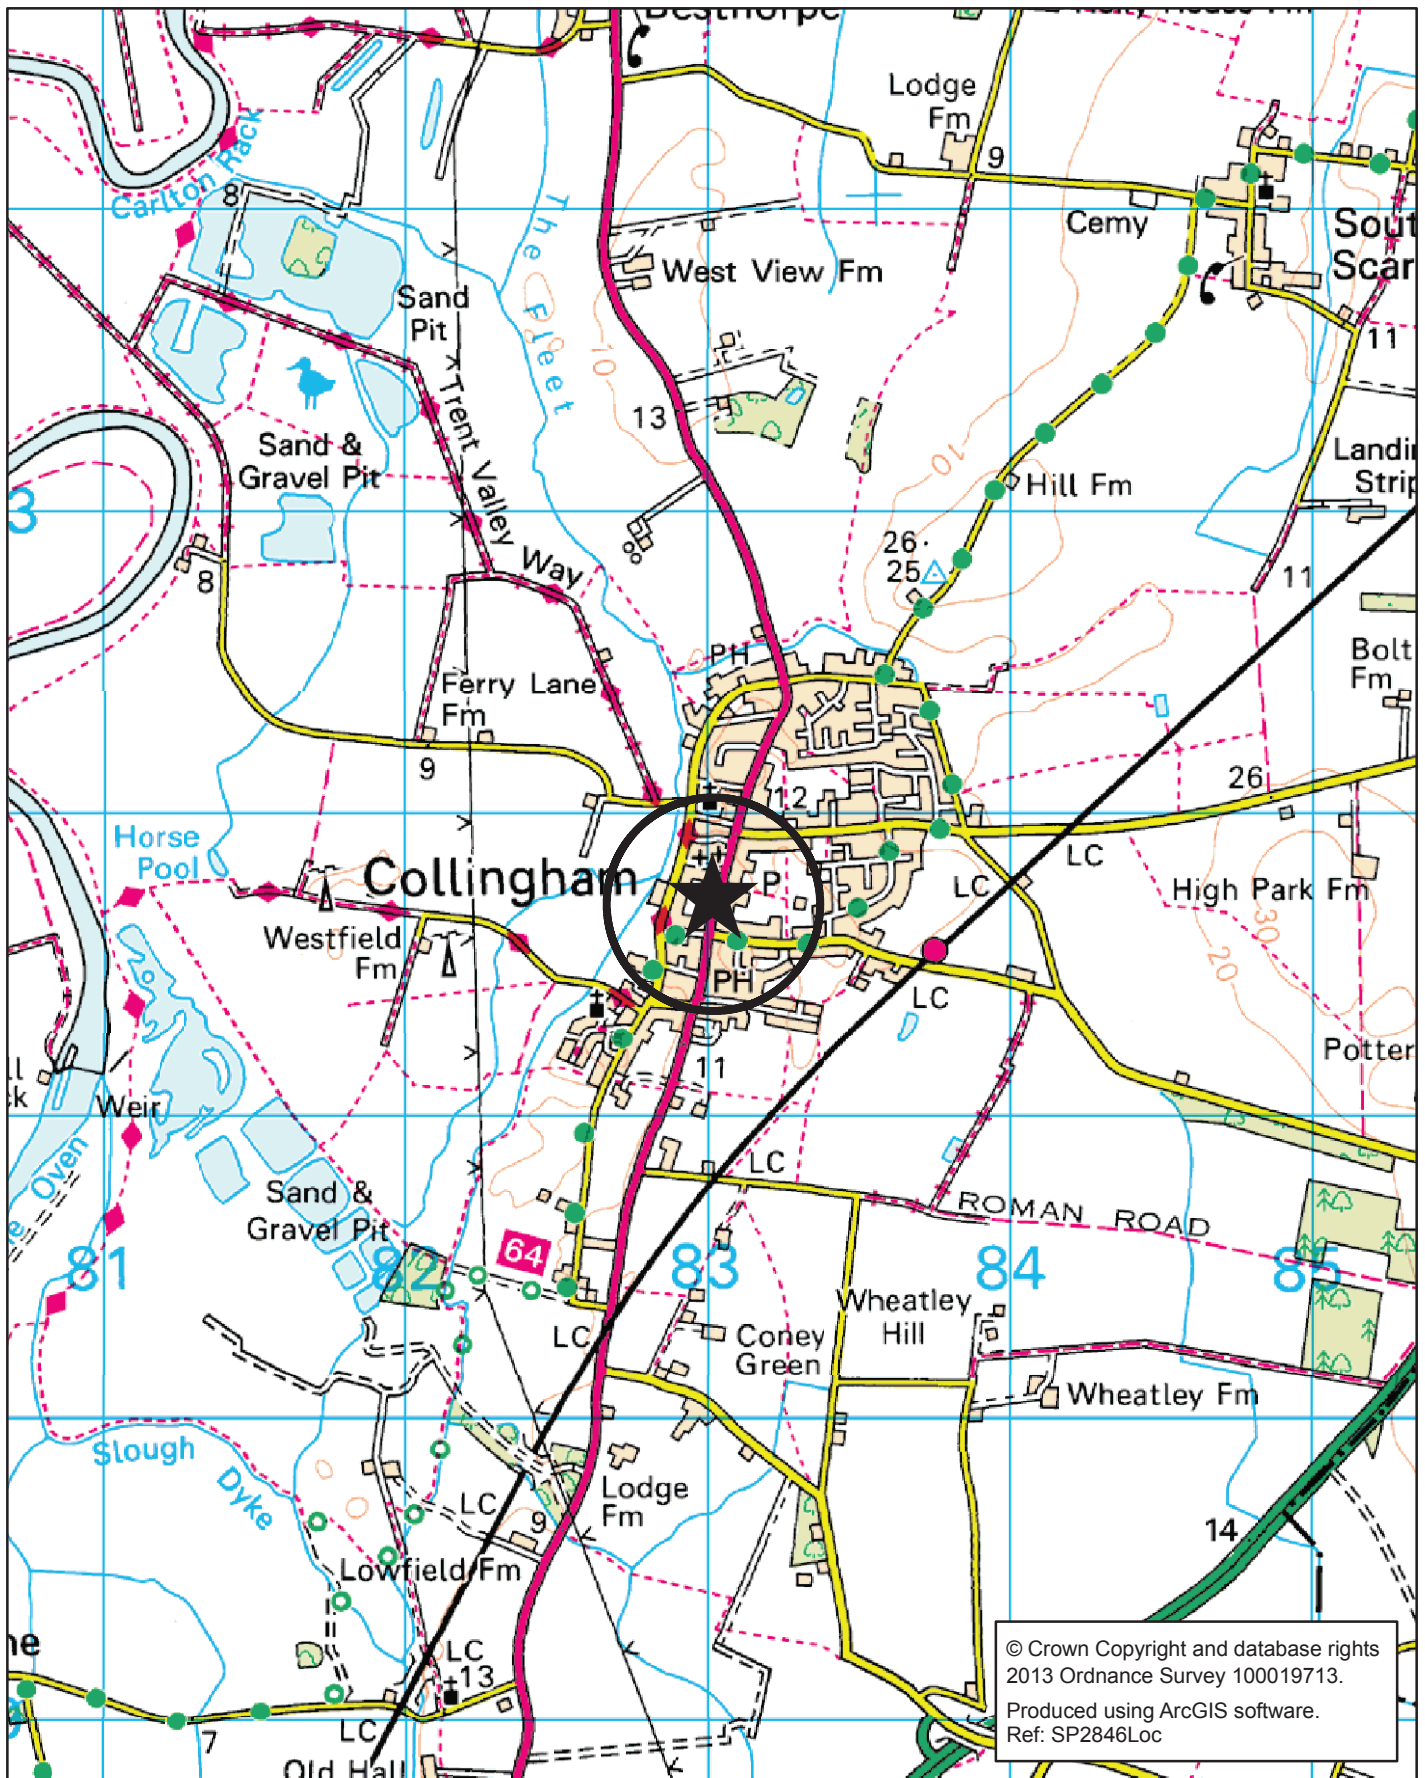 Besthorpe
Lodge
Fm
9
Carlton Rack
8
Cemy
The Fleet
West View Fm
Sand
Pit
10
11
13
Trent Valley Way
Sand &
Gravel Pit
10
Hill Fm
3
26
25
8
11
PH
Ferry Lane
Fm
Bolt
Fm
9
26
12
Horse
Pool
LC
Collingham
P
LC
High Park Fm
Westfield
Fm
30
20
PH
LC
11
Potter
Weir
LC
Sand &
Gravel Pit
ROMAN ROAD
64
81
82
83
84
85
Wheatley
Hill
LC
Coney
Green
Wheatley Fm
Slough
Dyke
Lodge
Fm
LC
9
14
Lowfield Fm
LC
13
7
LC
Old Hall
© Crown Copyright and database rights
2013 Ordnance Survey 100019713.
Produced using ArcGIS software.
Ref: SP2846Loc